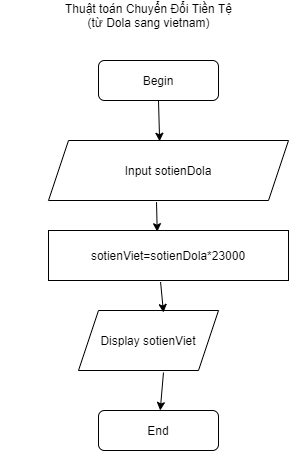 Thuật toán Chuyển Đổi Tiền Tệ
(từ Dola sang vietnam)
Begin
Input sotienDola
sotienViet=sotienDola*23000
Display sotienViet
End